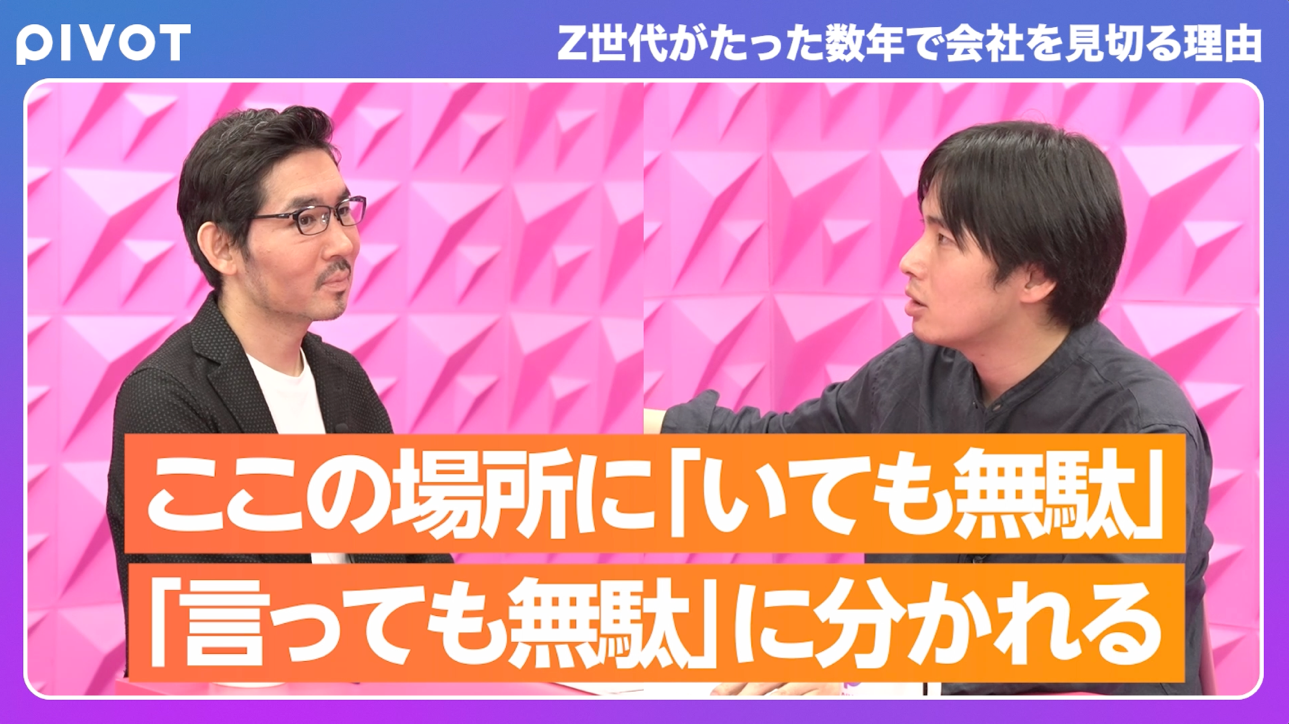 PIVOT
Z世代がたった数年で会社を見切る理由
ここの場所に「いても無駄」
「言っても無駄」に分かれる